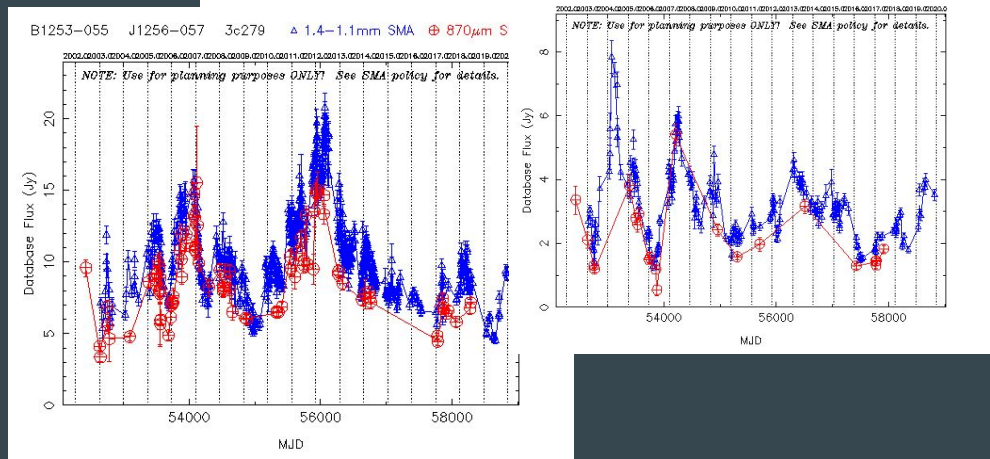 B1253-055 J1256-057 3c279 △ 1.4-1.1mm SMA ⊕ 870μm S
NOTE: Use for planning purposes ONLY! See SMA policy for details.
Database Flux (Jy)
20
15
10
5
0
54000 56000 58000
MJD
NOTE: Use for planning purposes ONLY! See SMA policy for details.
Database Flux (Jy)
8
6
4
2
0
54000 56000 58000
MJD